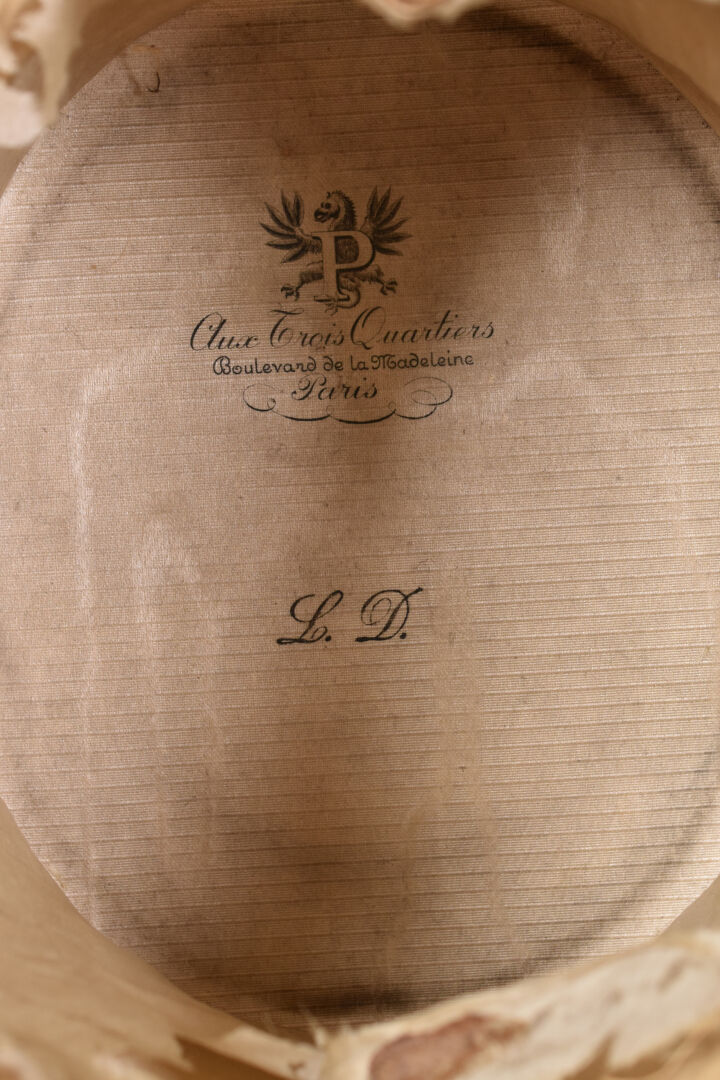 P
Aux Trois Quartiers
Boulevard de la Madeleine
Paris
L. D.